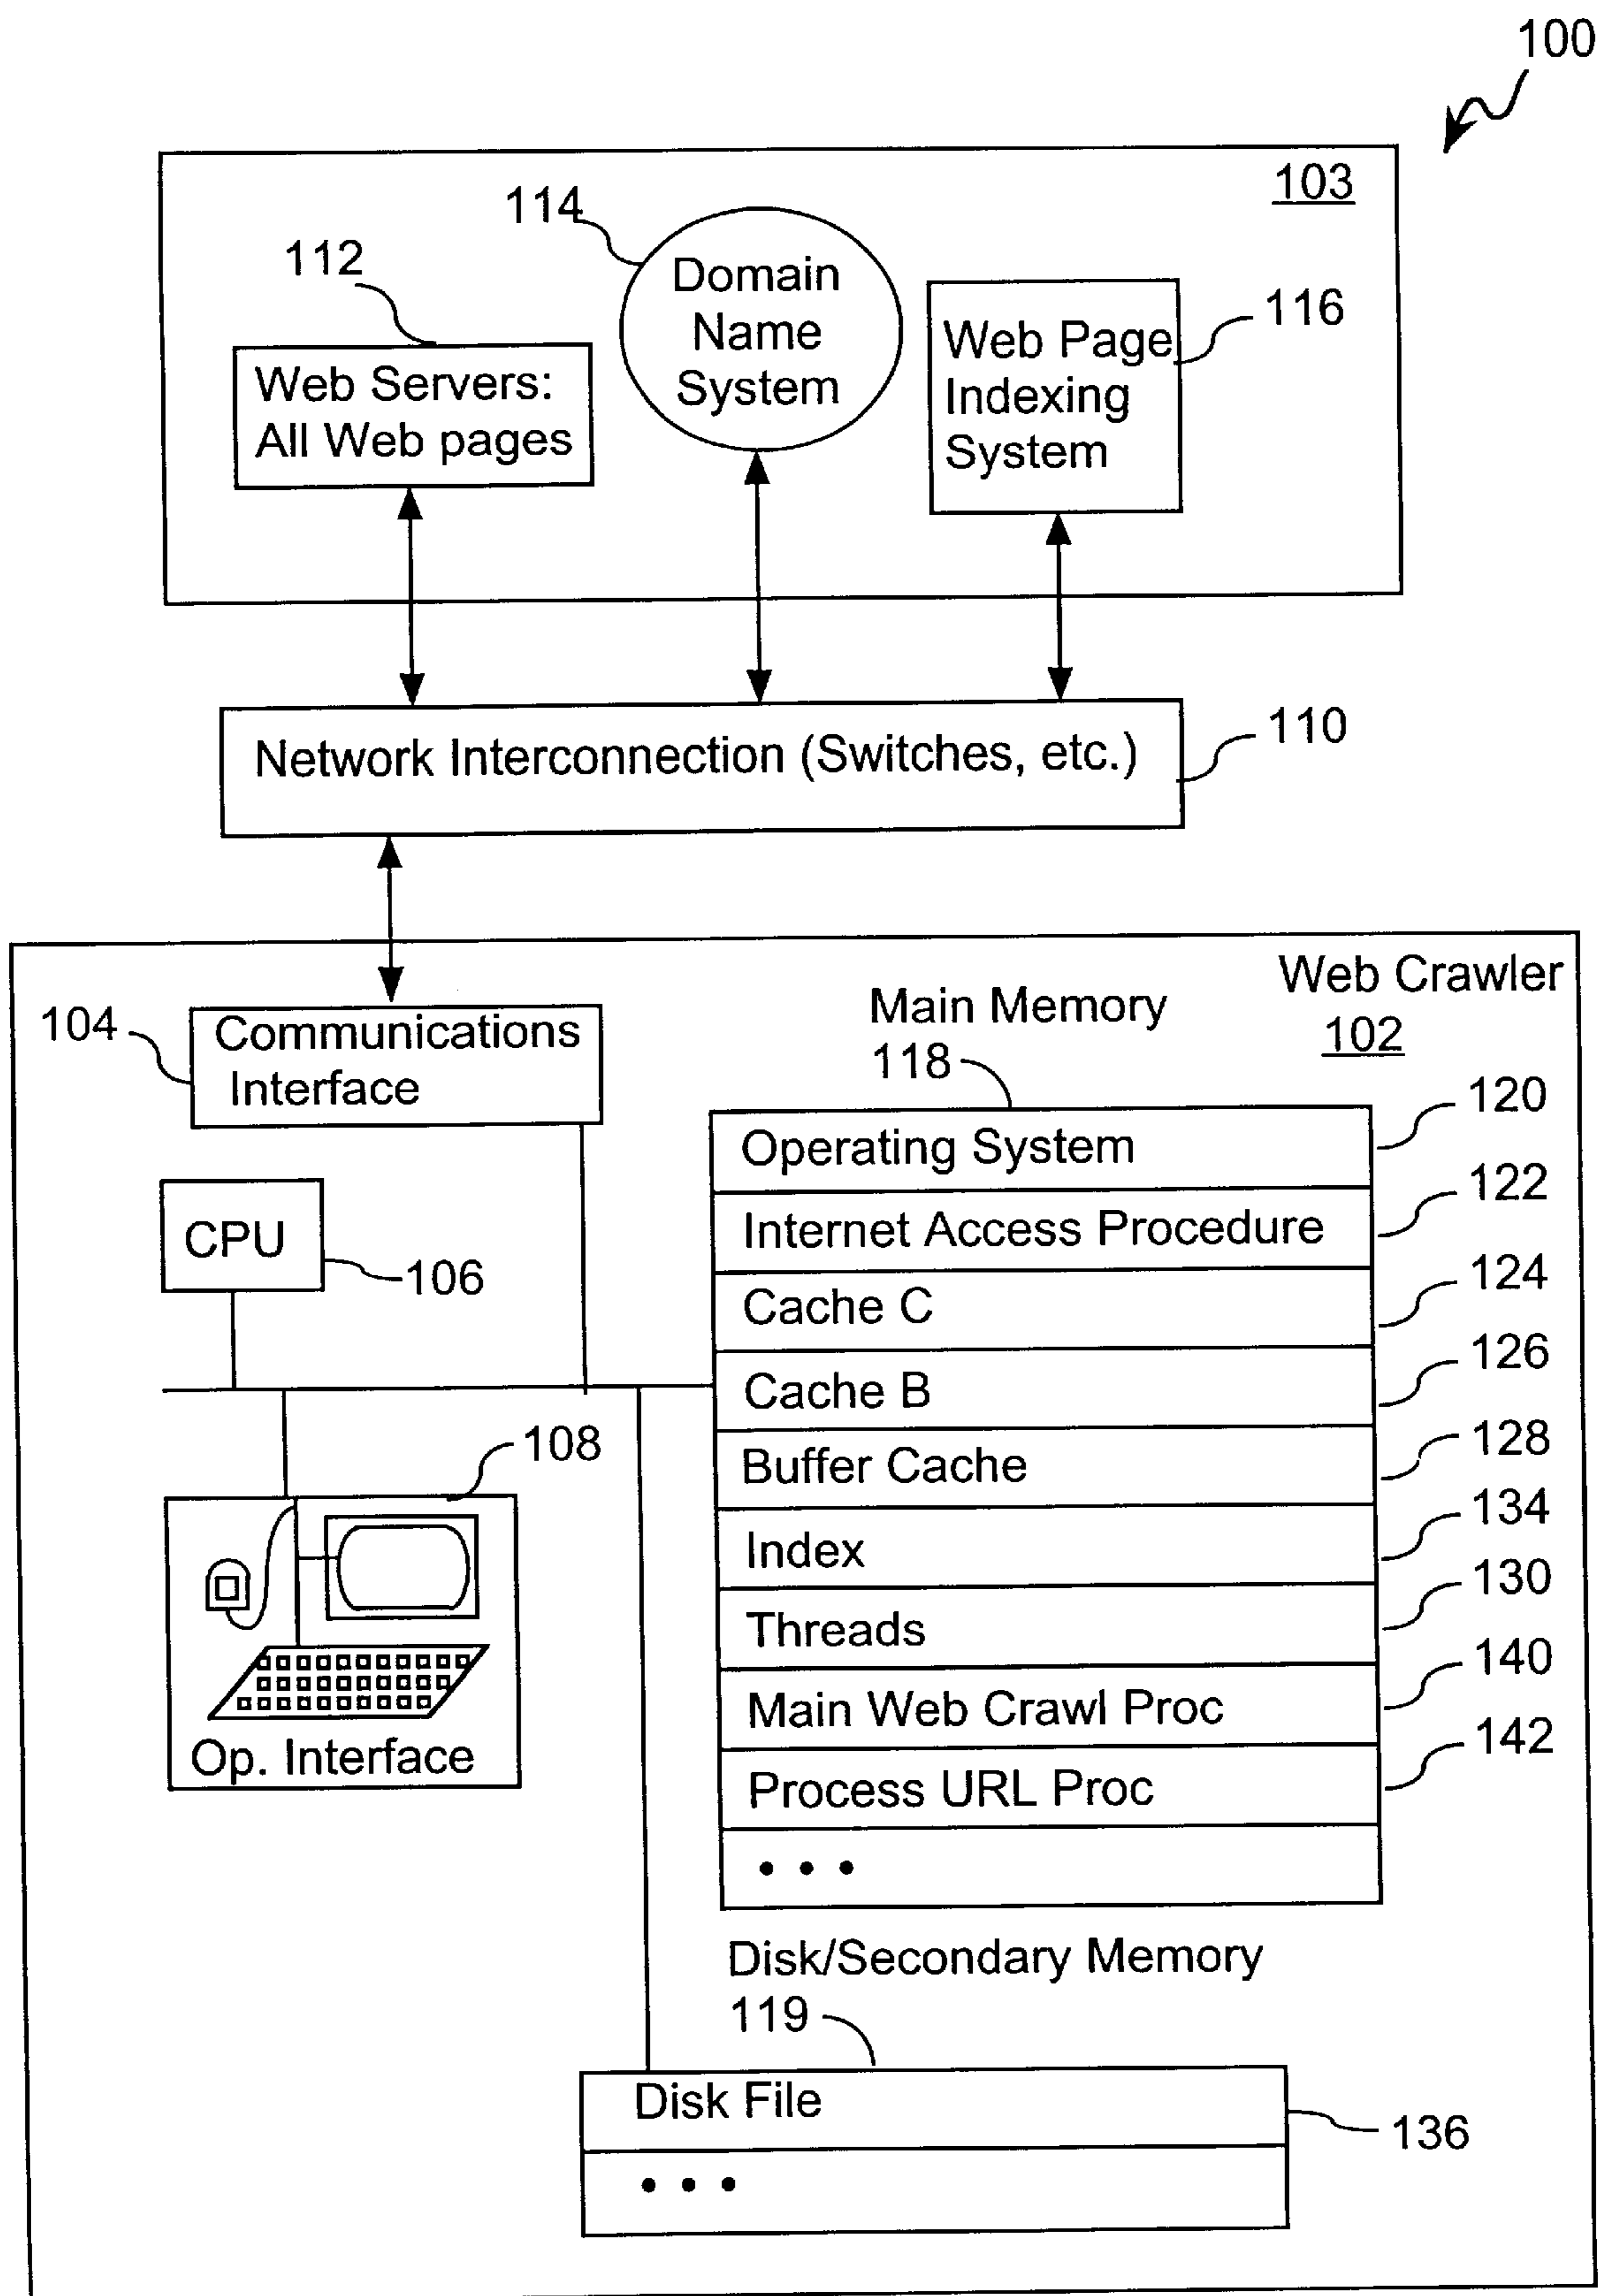 100
103
114
112
Domain
Name
System
116
Web Page
Indexing
System
Web Servers:
All Web pages
Network Interconnection (Switches, etc.)
110
Web Crawler
102
Main Memory
118
104
Communications
Interface
Operating System
120
Internet Access Procedure
122
CPU
106
Cache C
124
Cache B
126
Buffer Cache
128
108
Index
134
Threads
130
Main Web Crawl Proc
140
Op. Interface
Process URL Proc
142
• • •
Disk/Secondary Memory
119
Disk File
136
• • •